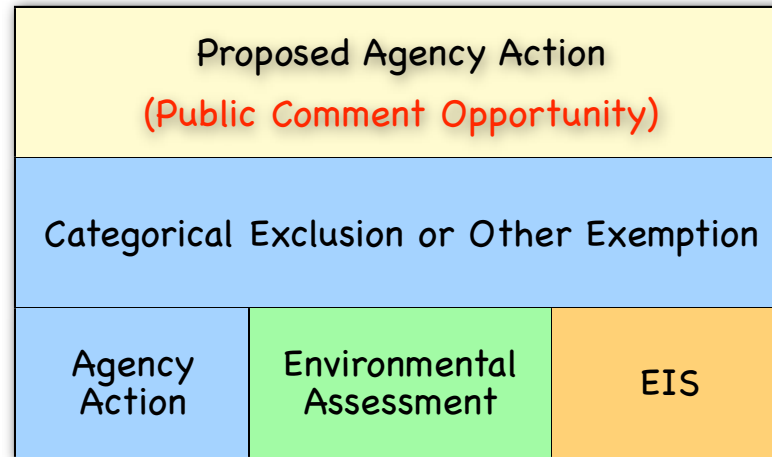 Proposed Agency Action
(Public Comment Opportunity)
Categorical Exclusion or Other Exemption
Agency
Action
Environmental
Assessment
EIS